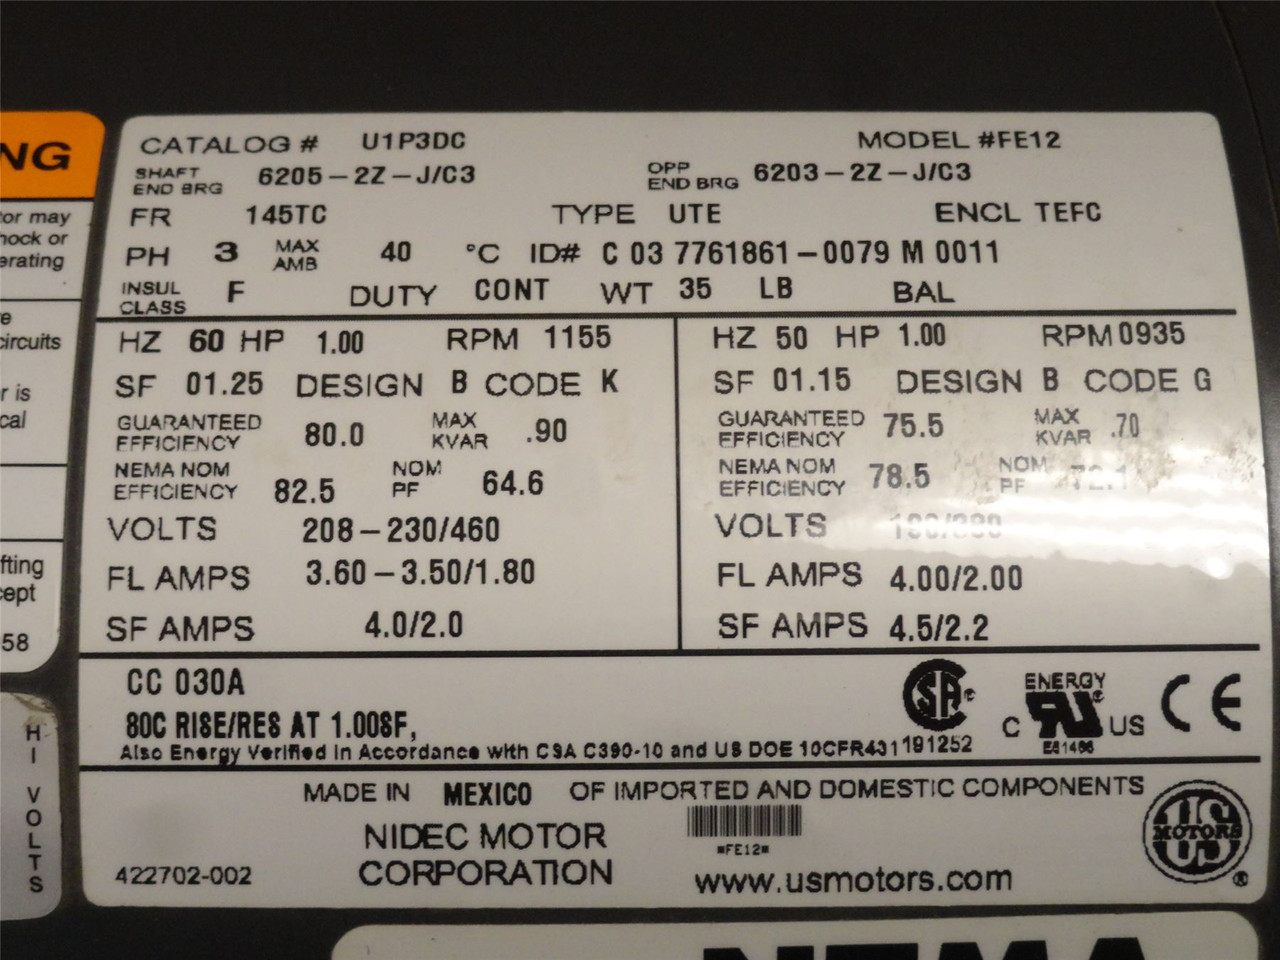 NG
or may
hock or
erating
e
circuits
r is
cal
fting
cept
58
HI VOLTS
CATALOG # U1P3DC MODEL #FE12
SHAFT END BRG 6205-2Z-J/C3 OPP END BRG 6203-2Z-J/C3
FR 145TC TYPE UTE ENCL TEFC
PH 3 MAX AMB 40 °C ID# C 03 7761861-0079 M 0011
INSUL CLASS F DUTY CONT WT 35 LB BAL
HZ 60 HP 1.00 RPM 1155
SF 01.25 DESIGN B CODE K
GUARANTEED EFFICIENCY 80.0 MAX KVAR .90
NEMA NOM EFFICIENCY 82.5 NOM PF 64.6
VOLTS 208-230/460
FL AMPS 3.60-3.50/1.80
SF AMPS 4.0/2.0
HZ 50 HP 1.00 RPM 0935
SF 01.15 DESIGN B CODE G
GUARANTEED EFFICIENCY 75.5 MAX KVAR .70
NEMA NOM EFFICIENCY 78.5 NOM PF
VOLTS
FL AMPS 4.00/2.00
SF AMPS 4.5/2.2
CC 030A
80C RISE/RES AT 1.00SF,
Also Energy Verified in Accordance with CSA C390-10 and US DOE 10CFR431 191252
SA
ENERGY
C UL US
E61466
CE
MADE IN MEXICO OF IMPORTED AND DOMESTIC COMPONENTS
NIDEC MOTOR
CORPORATION
*FE12*
422702-002
www.usmotors.com
US MOTORS ®
NEMA